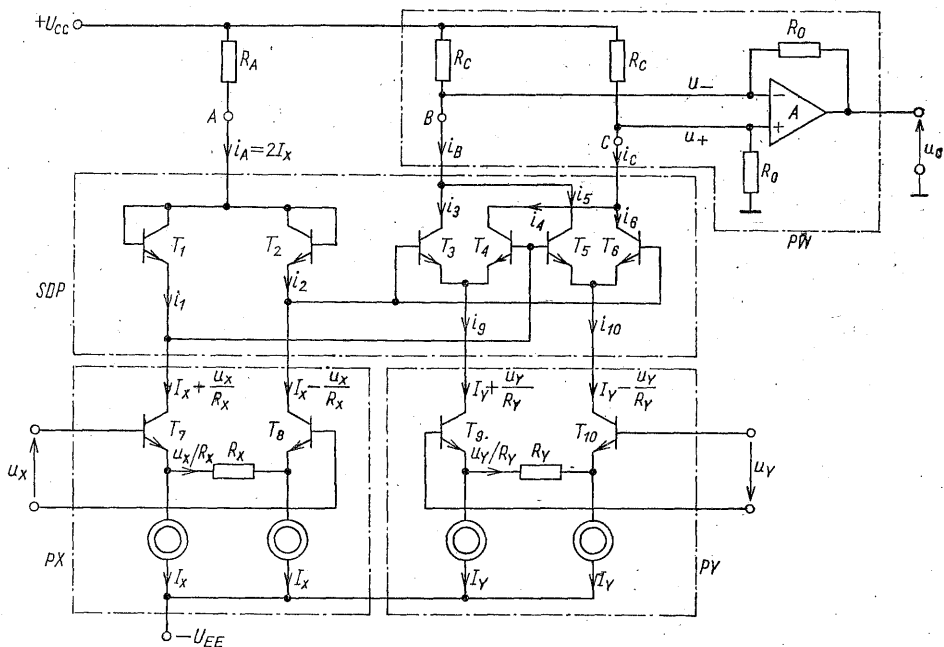 +U_CC
R_A
R_C
R_C
R_0
A
u_−
−
A
B
+
u_+
C
R_0
u_0
i_A=2I_x
i_B
i_C
PW
i_3
i_4
i_5
i_6
T_1
T_2
T_3
T_4
T_5
T_6
SDP
i_1
i_2
i_9
i_10
I_x+u_x/R_x
I_x−u_x/R_x
I_Y+u_Y/R_Y
I_Y−u_Y/R_Y
T_7
T_8
T_9
T_10
u_x/R_x
R_x
u_Y/R_Y
R_Y
u_x
u_Y
PX
I_x
I_x
I_Y
I_Y
PY
−U_EE